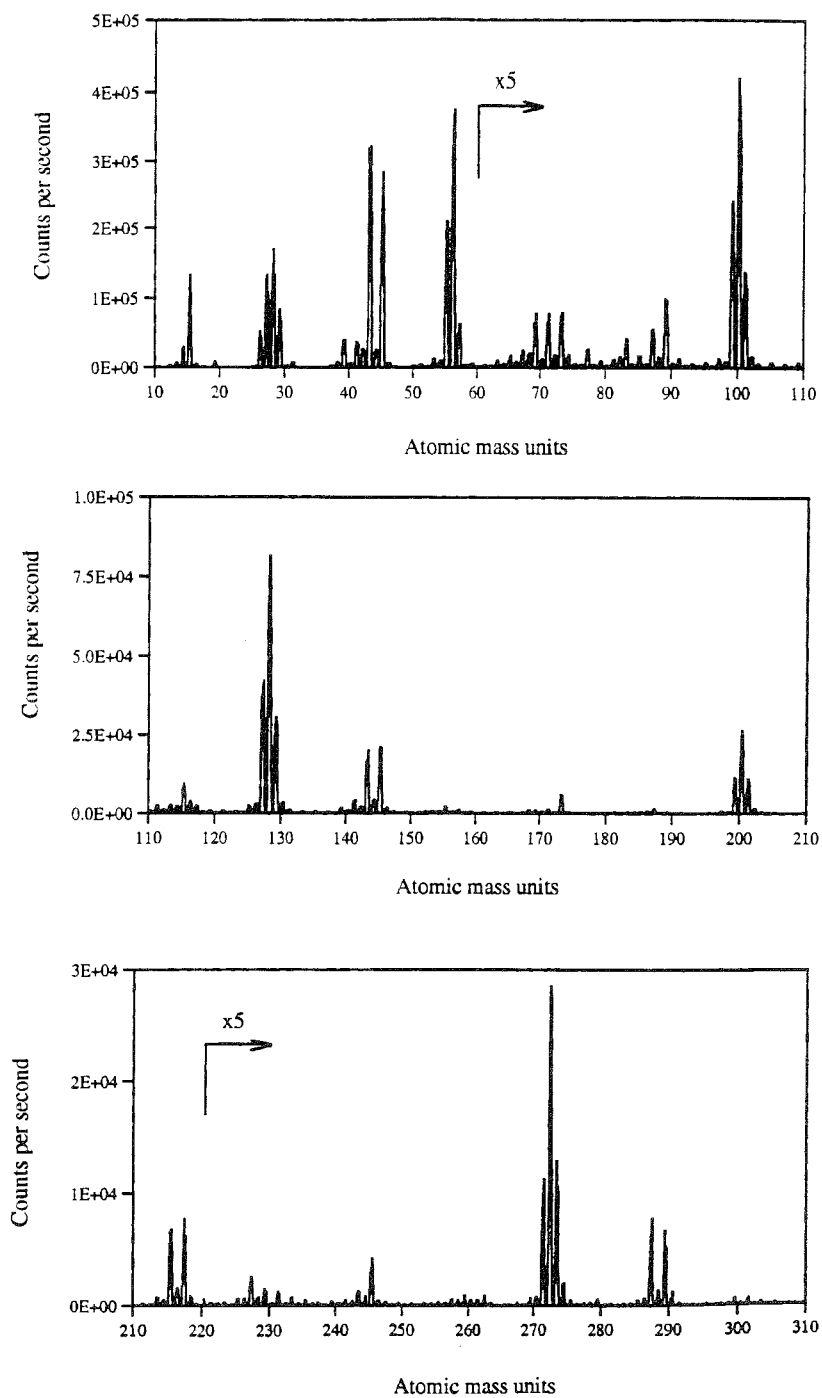 5E+05
4E+05
3E+05
2E+05
1E+05
0E+00
x5
Counts per second
10 20 30 40 50 60 70 80 90 100 110
Atomic mass units
1.0E+05
7.5E+04
5.0E+04
2.5E+04
0.0E+00
Counts per second
110 120 130 140 150 160 170 180 190 200 210
Atomic mass units
3E+04
2E+04
1E+04
0E+00
x5
Counts per second
210 220 230 240 250 260 270 280 290 300 310
Atomic mass units